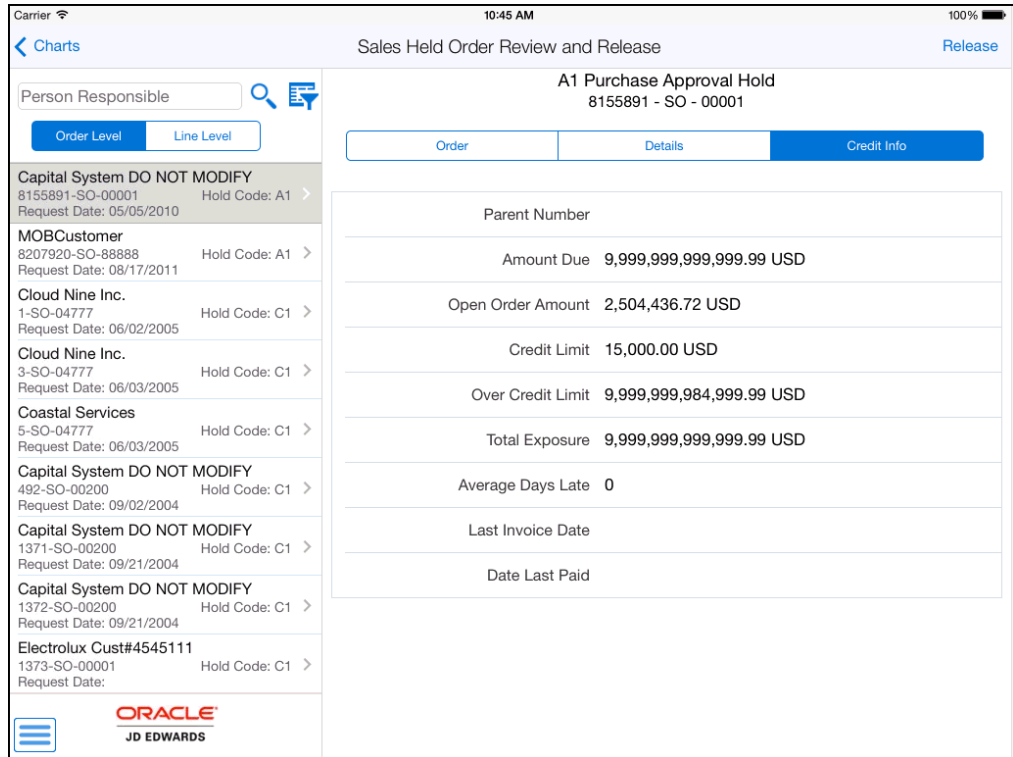 Carrier 10:45 AM 100%
Charts Sales Held Order Review and Release Release
Person Responsible
Order Level Line Level
Capital System DO NOT MODIFY
8155891-SO-00001 Hold Code: A1
Request Date: 05/05/2010
MOBCustomer
8207920-SO-88888 Hold Code: A1
Request Date: 08/17/2011
Cloud Nine Inc.
1-SO-04777 Hold Code: C1
Request Date: 06/02/2005
Cloud Nine Inc.
3-SO-04777 Hold Code: C1
Request Date: 06/03/2005
Coastal Services
5-SO-04777 Hold Code: C1
Request Date: 06/03/2005
Capital System DO NOT MODIFY
492-SO-00200 Hold Code: C1
Request Date: 09/02/2004
Capital System DO NOT MODIFY
1371-SO-00200 Hold Code: C1
Request Date: 09/21/2004
Capital System DO NOT MODIFY
1372-SO-00200 Hold Code: C1
Request Date: 09/21/2004
Electrolux Cust#4545111
1373-SO-00001 Hold Code: C1
Request Date:
ORACLE
JD EDWARDS
A1 Purchase Approval Hold
8155891 - SO - 00001
Order Details Credit Info
Parent Number
Amount Due 9,999,999,999,999.99 USD
Open Order Amount 2,504,436.72 USD
Credit Limit 15,000.00 USD
Over Credit Limit 9,999,999,984,999.99 USD
Total Exposure 9,999,999,999,999.99 USD
Average Days Late 0
Last Invoice Date
Date Last Paid